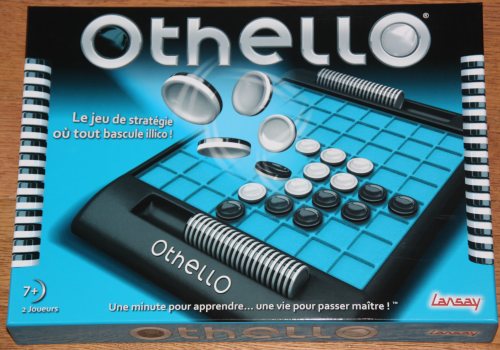 OthELLO®
Le jeu de stratégie
où tout bascule illico !
OthELLO
7+
2 Joueurs
Une minute pour apprendre... une vie pour passer maître ! ™
Lansay
OthELLO